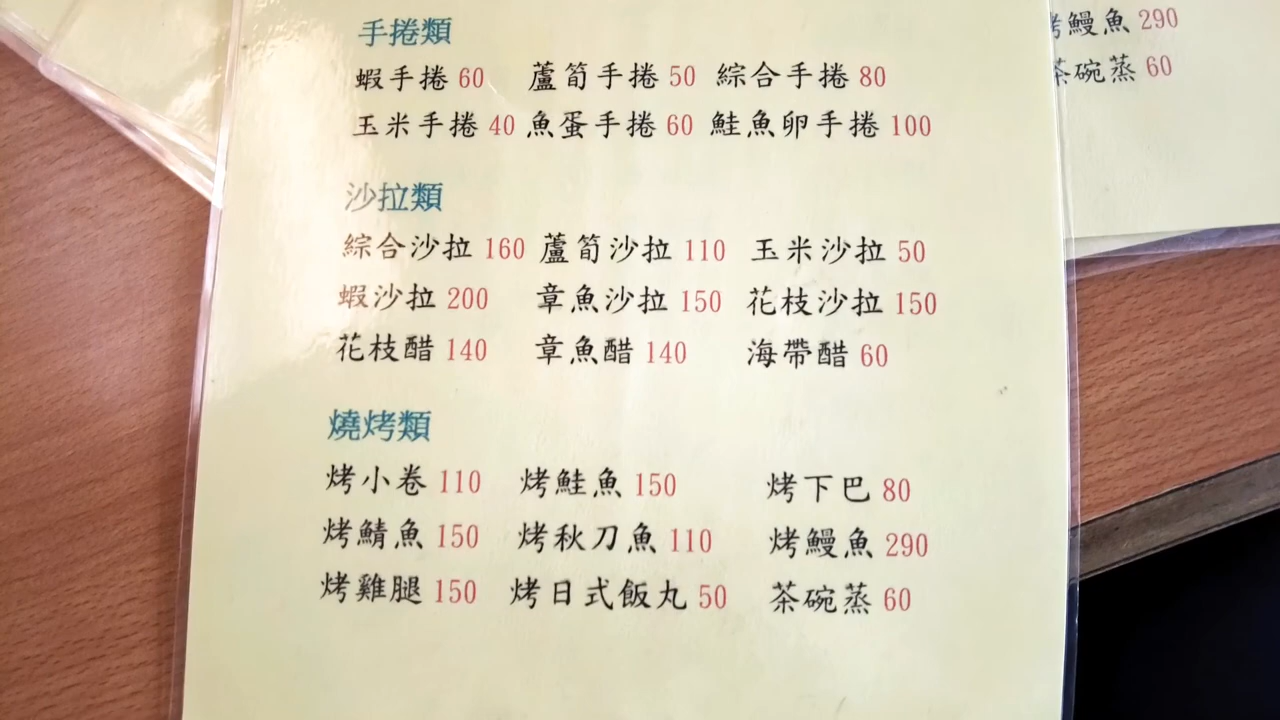 手捲類
蝦手捲 60 蘆筍手捲 50 綜合手捲 80
玉米手捲 40 魚蛋手捲 60 鮭魚卵手捲 100
沙拉類
綜合沙拉 160 蘆筍沙拉 110 玉米沙拉 50
蝦沙拉 200 章魚沙拉 150 花枝沙拉 150
花枝醋 140 章魚醋 140 海帶醋 60
燒烤類
烤小卷 110 烤鮭魚 150 烤下巴 80
烤鯖魚 150 烤秋刀魚 110 烤鰻魚 290
烤雞腿 150 烤日式飯丸 50 茶碗蒸 60
烤鰻魚 290
茶碗蒸 60